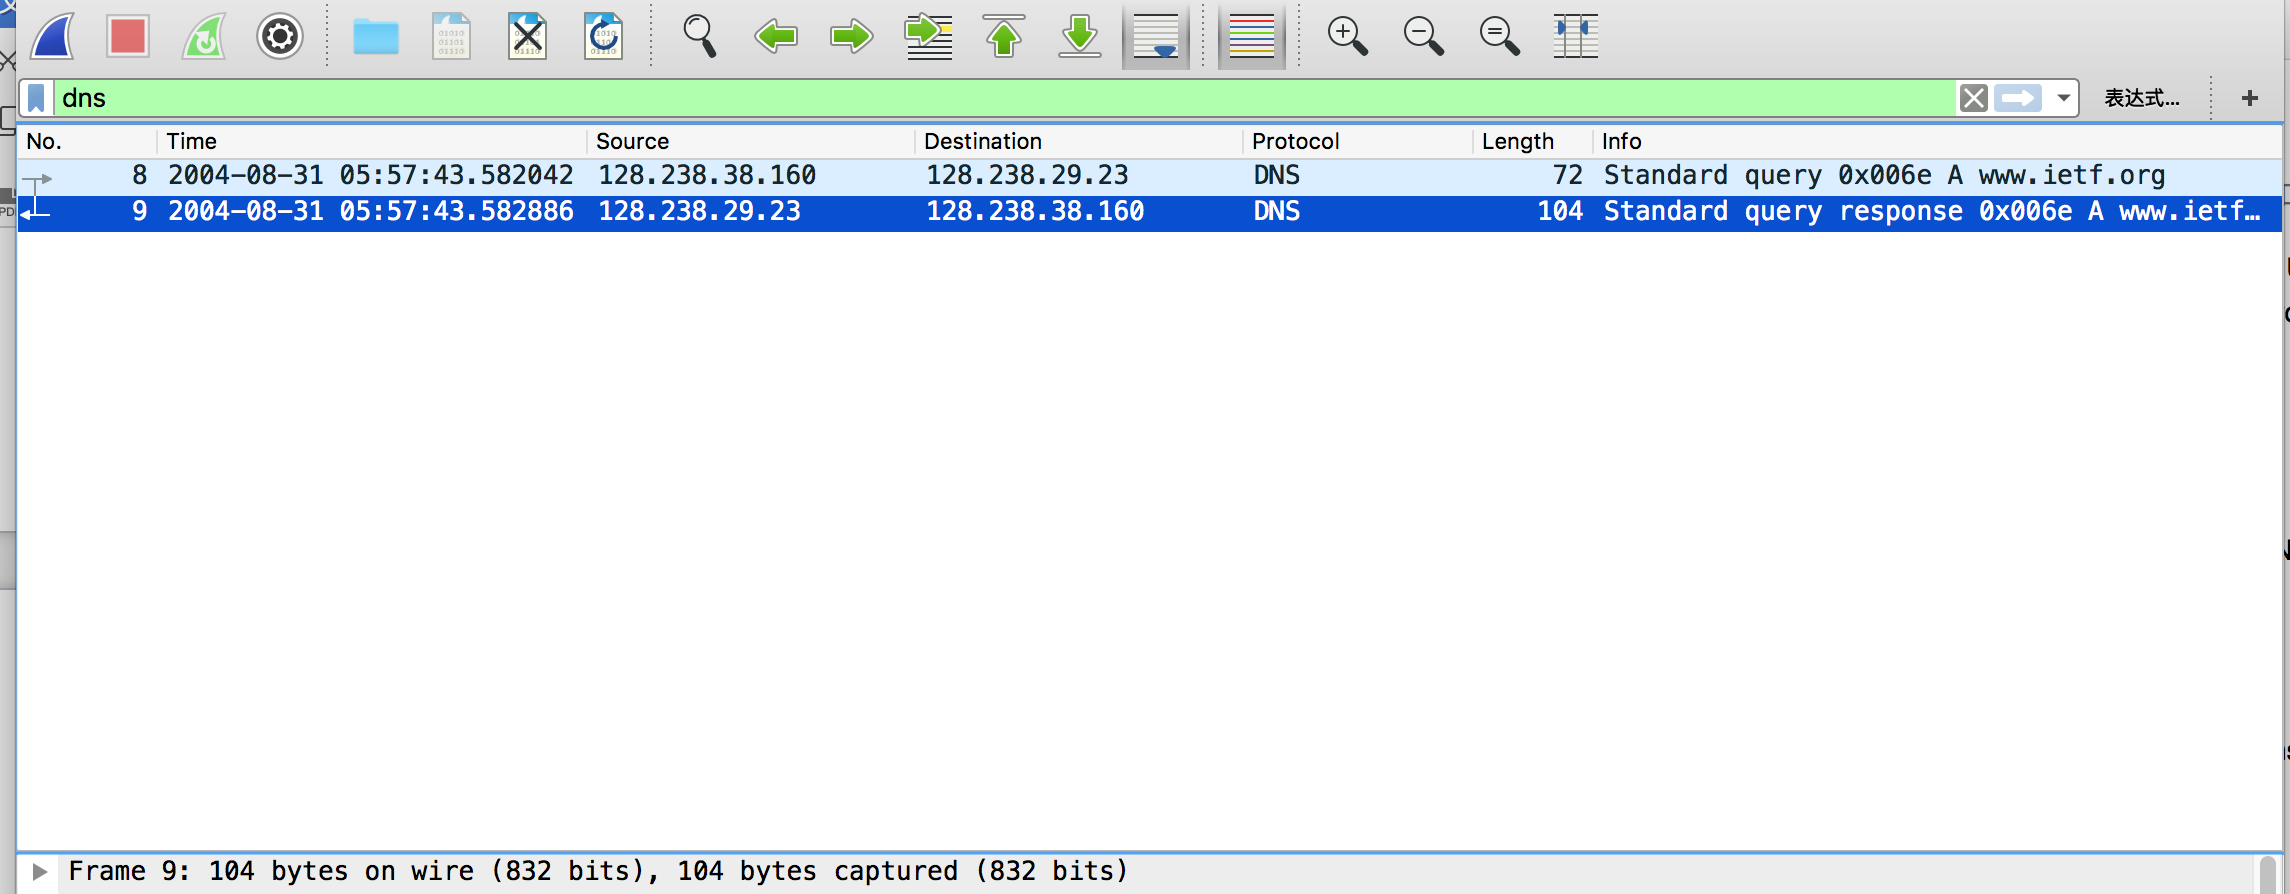 dns
表达式...
No. Time Source Destination Protocol Length Info
8 2004-08-31 05:57:43.582042 128.238.38.160 128.238.29.23 DNS 72 Standard query 0x006e A www.ietf.org
9 2004-08-31 05:57:43.582886 128.238.29.23 128.238.38.160 DNS 104 Standard query response 0x006e A www.ietf…
Frame 9: 104 bytes on wire (832 bits), 104 bytes captured (832 bits)